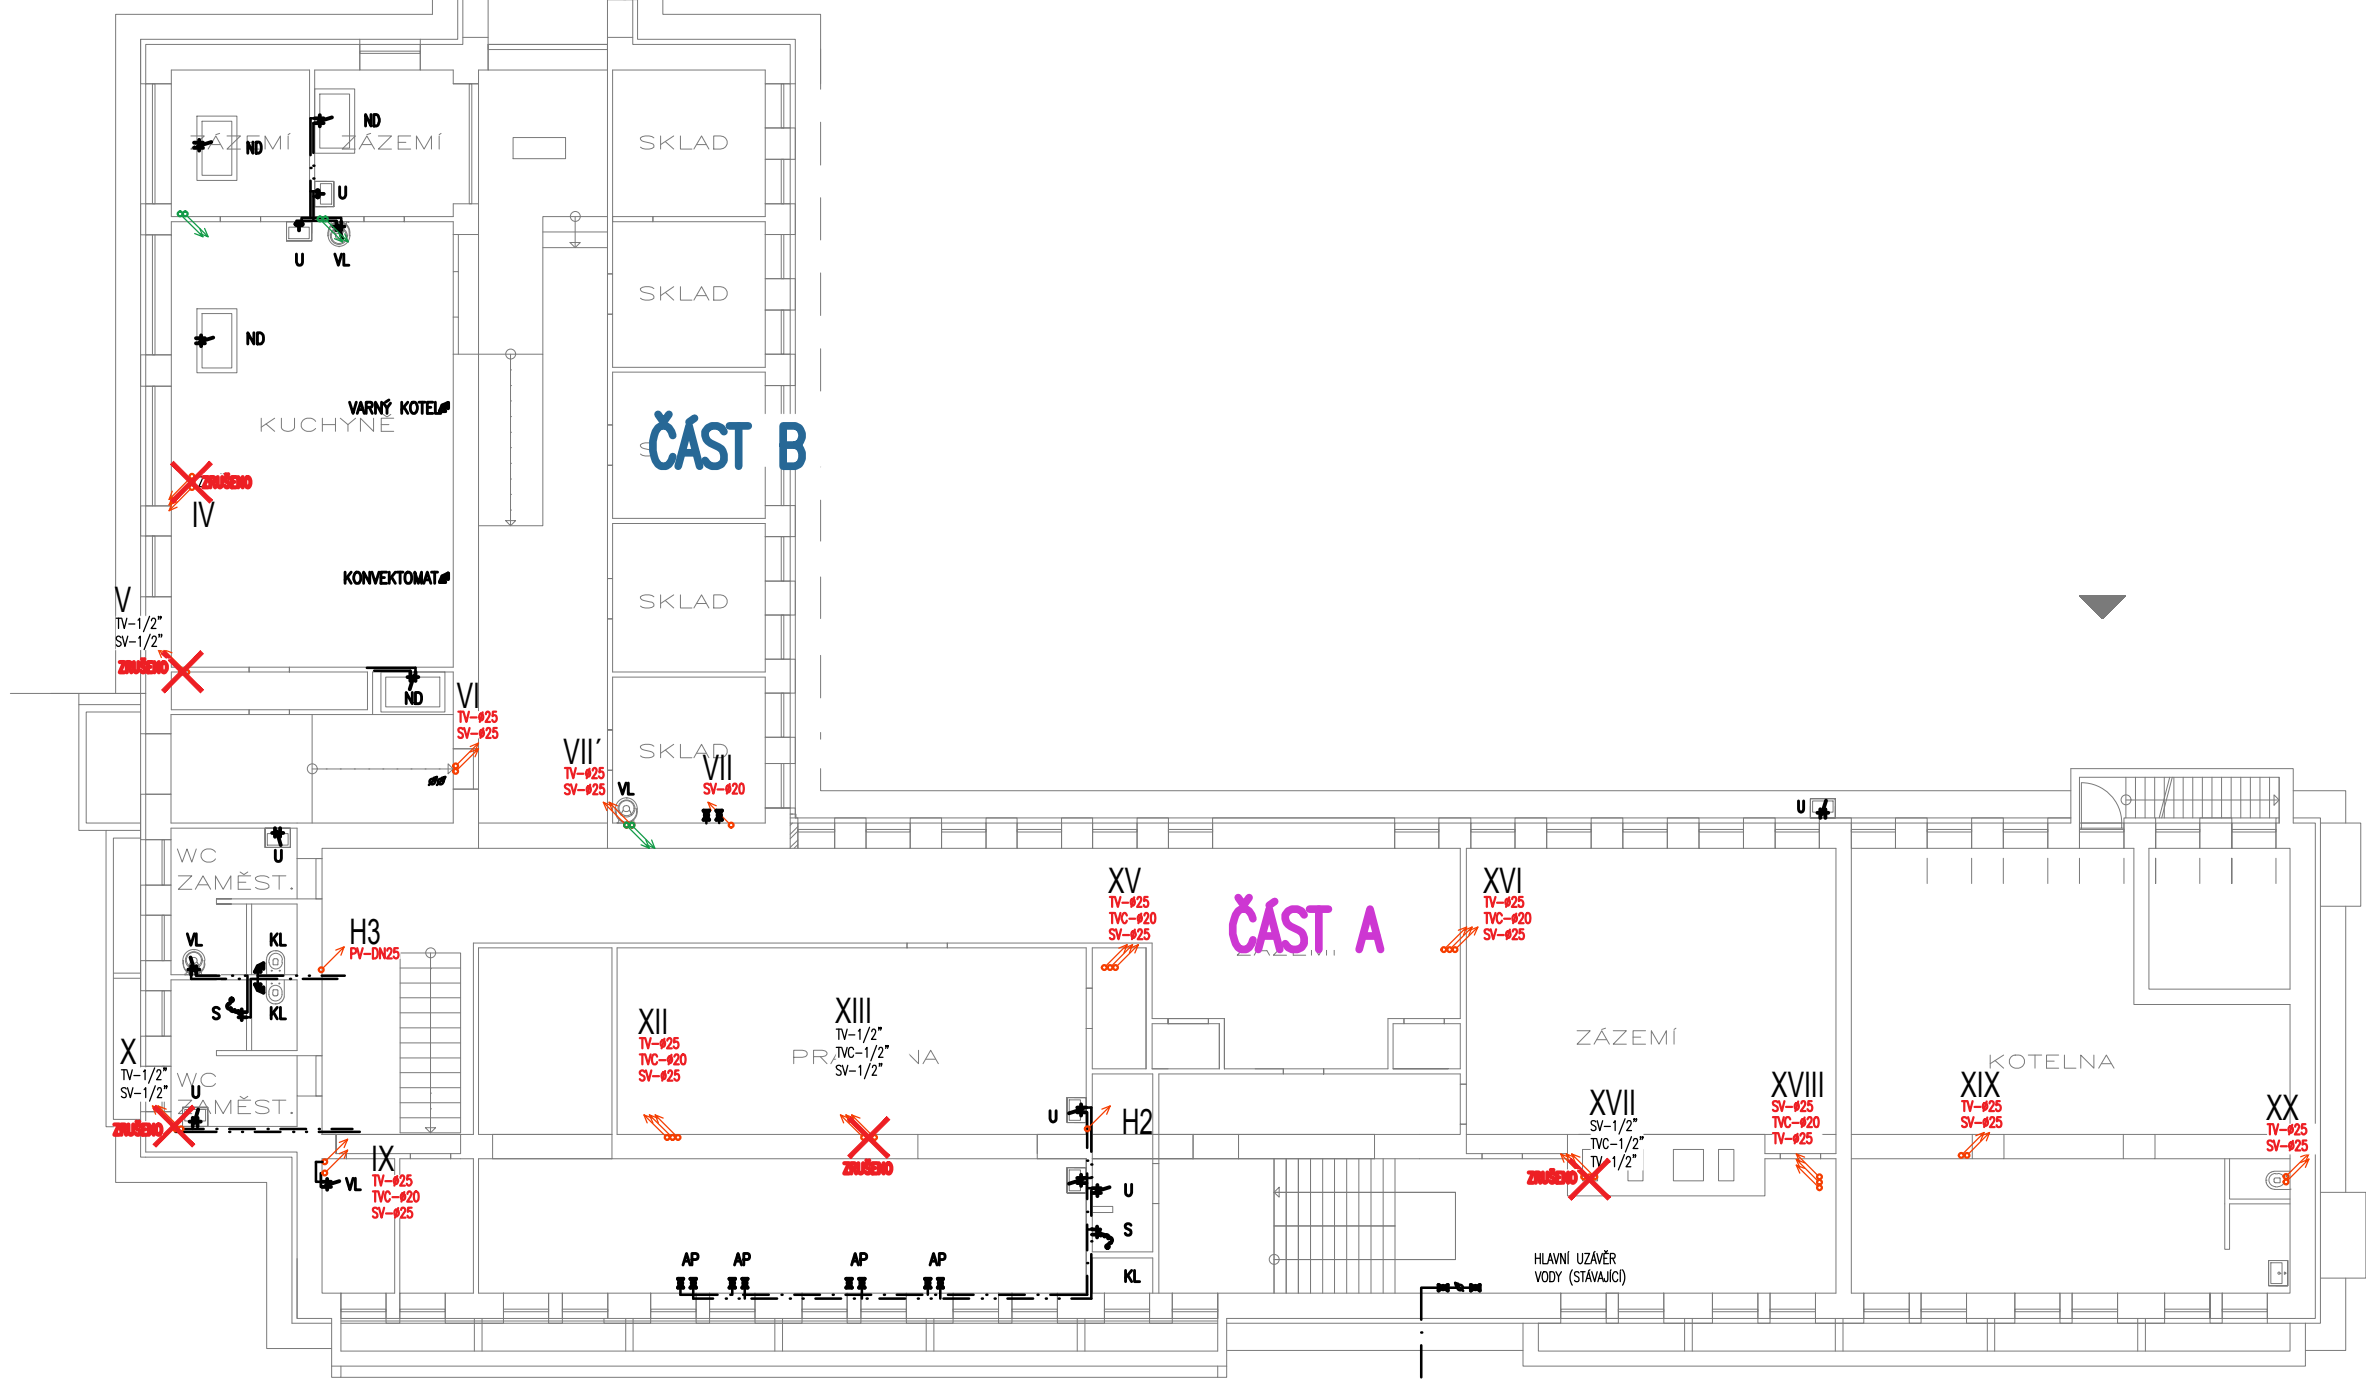 ZÁZEMÍ
ND
ZÁZEMÍ
ND
U
SKLAD
U
VL
SKLAD
ND
VARNÝ KOTEL
KUCHYNĚ
ČÁST B
ZRUŠENO
IV
KONVEKTOMAT
SKLAD
V
TV-1/2"
SV-1/2"
ZRUŠENO
ND
VI
TV-ø25
SV-ø25
VII´
TV-ø25
SV-ø25
VL
SKLAD
VII
SV-ø20
U
WC
ZAMĚST.
U
VL
KL
H3
PV-DN25
S
KL
XV
TV-ø25
TVC-ø20
SV-ø25
ČÁST A
XVI
TV-ø25
TVC-ø20
SV-ø25
X
TV-1/2"
SV-1/2"
WC
ZAMĚST.
U
ZRUŠENO
XII
TV-ø25
TVC-ø20
SV-ø25
XIII
TV-1/2"
TVC-1/2"
SV-1/2"
ZRUŠENO
U
H2
ZÁZEMÍ
KOTELNA
XVII
SV-1/2"
TVC-1/2"
TV-1/2"
ZRUŠENO
XVIII
SV-ø25
TVC-ø20
TV-ø25
XIX
TV-ø25
SV-ø25
XX
TV-ø25
SV-ø25
IX
TV-ø25
TVC-ø20
SV-ø25
VL
U
S
KL
AP
AP
AP
AP
HLAVNÍ UZÁVĚR
VODY (STÁVAJÍCÍ)